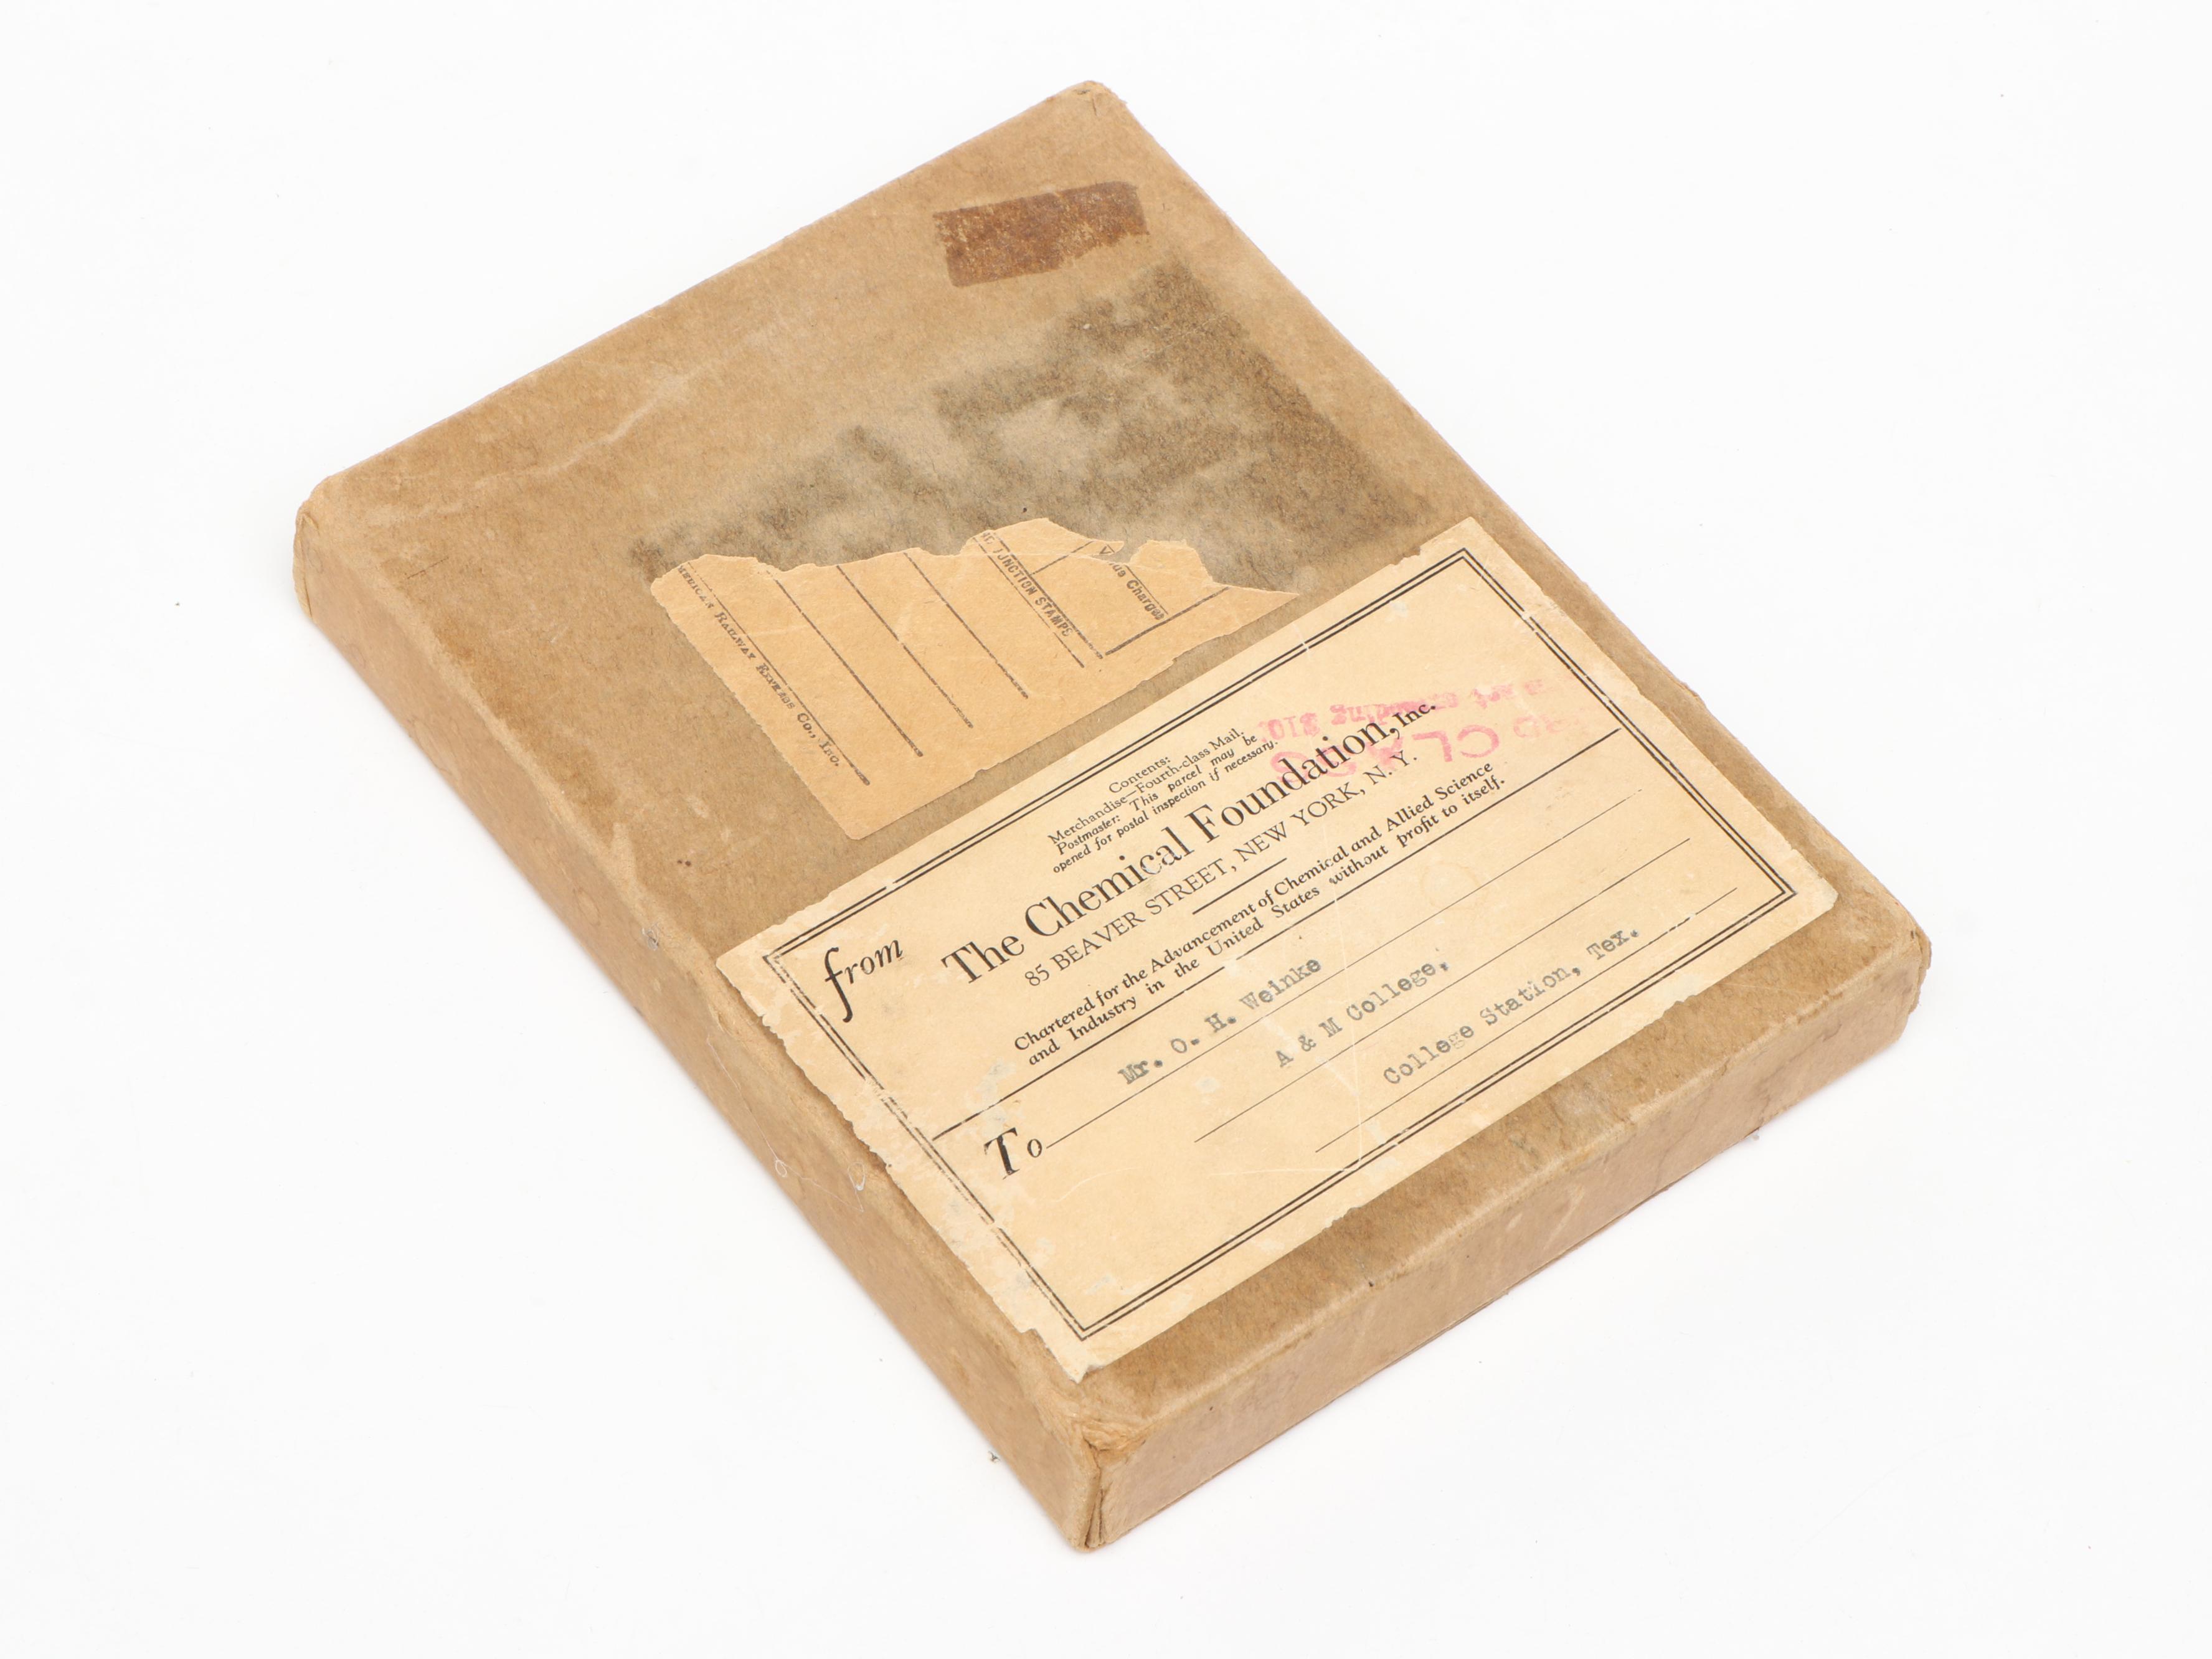 JUNCTION STAMPS
Charges
RAILWAY EXPRESS CO., INC.
Contents:
Merchandise—Fourth-class Mail.
Postmaster: This parcel may be
opened for postal inspection if necessary.
from
The Chemical Foundation, Inc.
85 BEAVER STREET, NEW YORK, N. Y.
Chartered for the Advancement of Chemical and Allied Science
and Industry in the United States without profit to itself.
To
Mr. O. H. Weinke
A & M College,
College Station, Tex.
CLASS
$10.